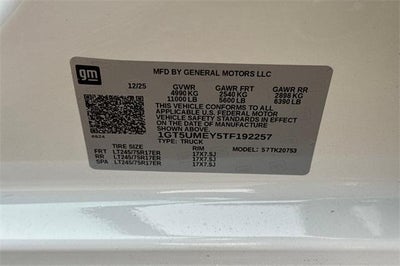 gm
MFD BY GENERAL MOTORS LLC
12/25 GVWR GAWR FRT GAWR RR
4990 KG 2540 KG 2898 KG
11000 LB 5600 LB 6390 LB
THIS VEHICLE CONFORMS TO ALL
APPLICABLE U.S. FEDERAL MOTOR
VEHICLE SAFETY STANDARDS IN
EFFECT ON THE DATE OF
MANUFACTURE SHOWN ABOVE.
1GT5UMEY5TF192257
TYPE: TRUCK
TIRE SIZE RIM MODEL: 57TK20753
FRT LT245/75R17ER 17X7.5J
RR LT245/75R17ER 17X7.5J
SPA LT245/75R17ER 17X7.5J